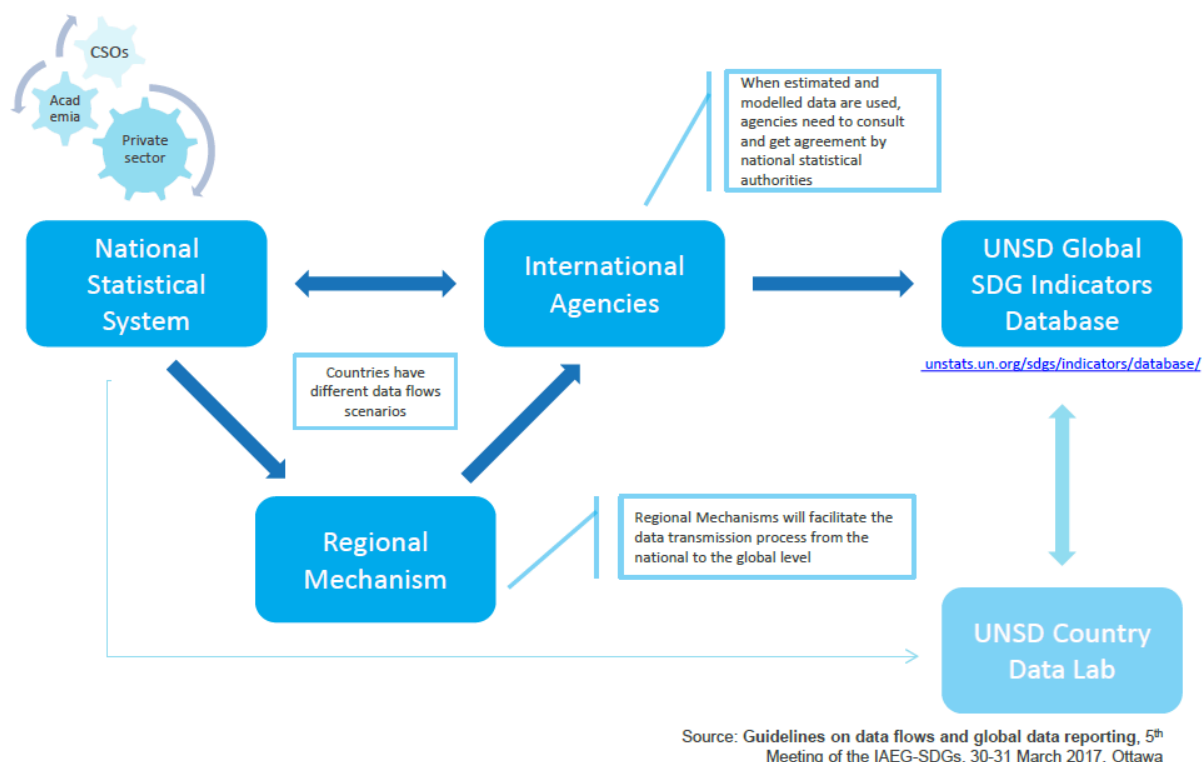 CSOs
Acad
emia
Private
sector
When estimated and
modelled data are used,
agencies need to consult
and get agreement by
national statistical
authorities
National
Statistical
System
International
Agencies
UNSD Global
SDG Indicators
Database
unstats.un.org/sdgs/indicators/database/
Countries have
different data flows
scenarios
Regional
Mechanism
Regional Mechanisms will facilitate the
data transmission process from the
national to the global level
UNSD Country
Data Lab
Source: Guidelines on data flows and global data reporting, 5th
Meeting of the IAEG-SDGs, 30-31 March 2017, Ottawa